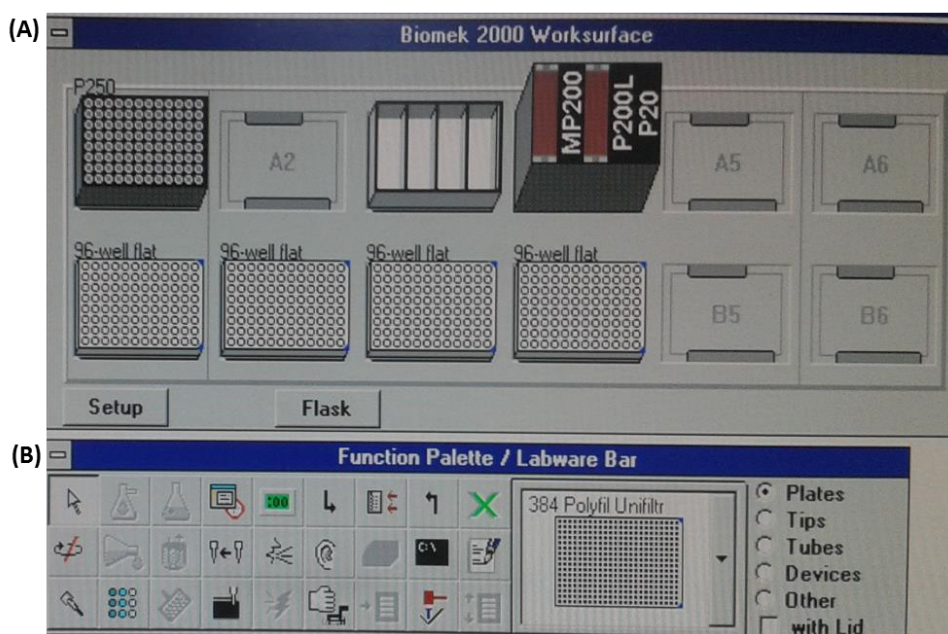 (A)
Biomek 2000 Worksurface
P250
A2
MP200
P200L
P20
A5
A6
96-well flat
96-well flat
96-well flat
96-well flat
B5
B6
Setup
Flask
(B)
Function Palette / Labware Bar
:00
C:\
384 Polyfil Unifiltr
Plates
Tips
Tubes
Devices
Other
with Lid